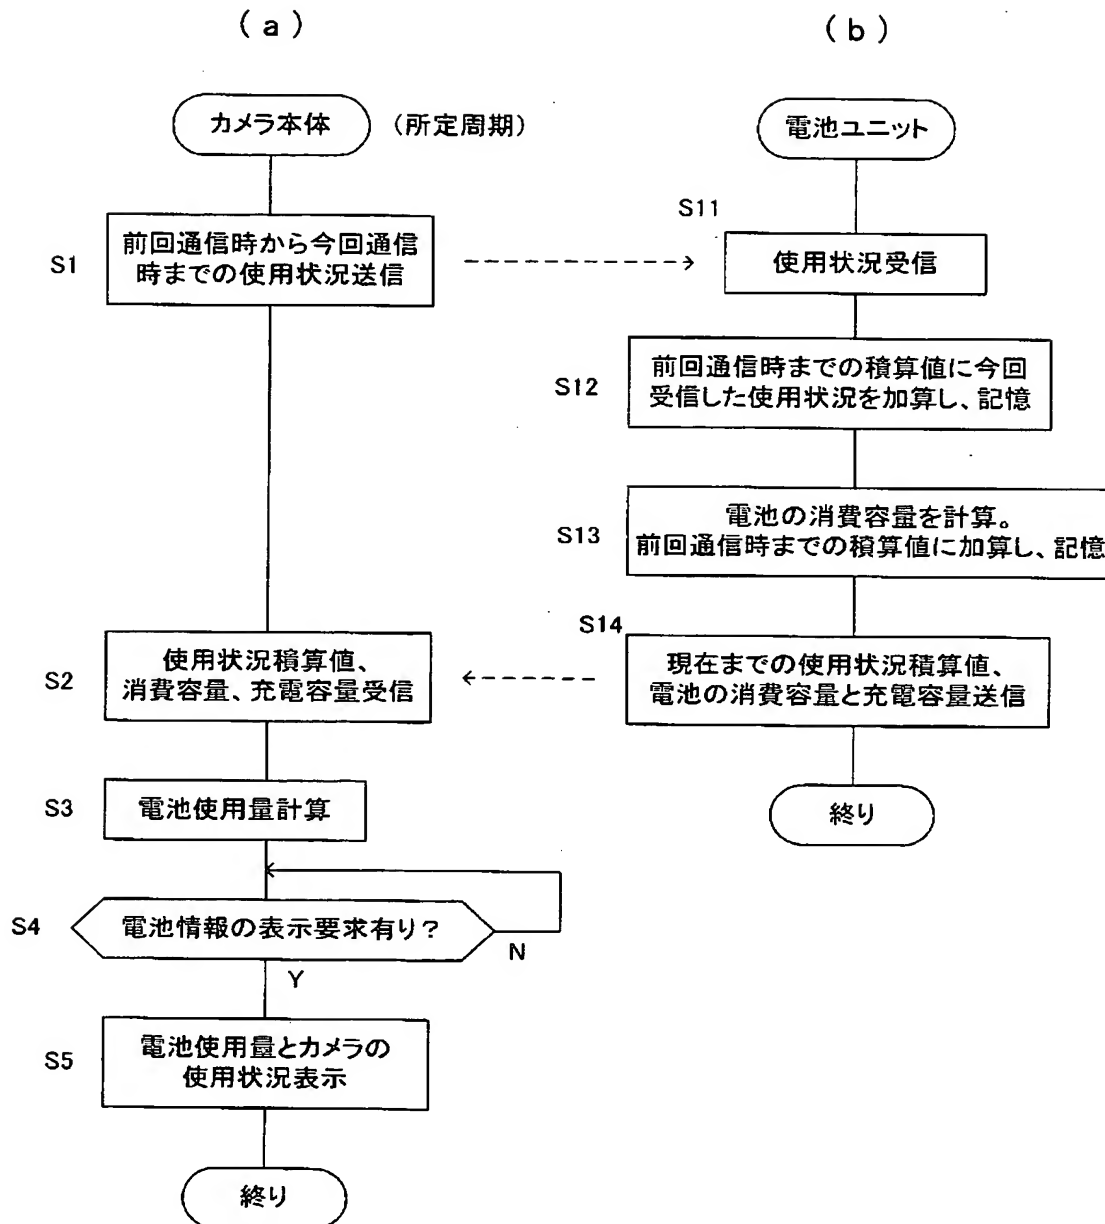 (a)
カメラ本体
(所定周期)
S1
前回通信時から今回通信
時までの使用状況送信
S2
使用状況積算値、
消費容量、充電容量受信
S3
電池使用量計算
S4
電池情報の表示要求有り?
N
Y
S5
電池使用量とカメラの
使用状況表示
終り
(b)
電池ユニット
S11
使用状況受信
S12
前回通信時までの積算値に今回
受信した使用状況を加算し、記憶
S13
電池の消費容量を計算。
前回通信時までの積算値に加算し、記憶
S14
現在までの使用状況積算値、
電池の消費容量と充電容量送信
終り